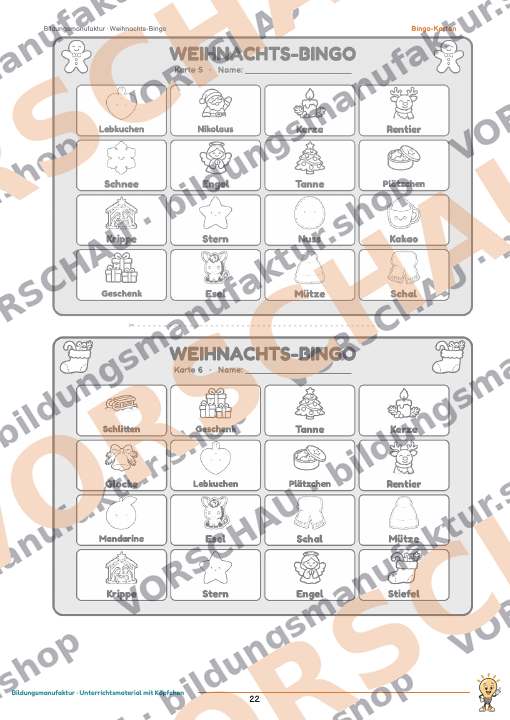 Bildungsmanufaktur · Weihnachts-Bingo
Bingo-Karten
WEIHNACHTS-BINGO
Karte 5 · Name:
Lebkuchen Nikolaus Kerze Rentier
Schnee Engel Tanne Plätzchen
Krippe Stern Nuss Kakao
Geschenk Esel Mütze Schal
WEIHNACHTS-BINGO
Karte 6 · Name:
Schlitten Geschenk Tanne Kerze
Glocke Lebkuchen Plätzchen Rentier
Mandarine Esel Schal Mütze
Krippe Stern Engel Stiefel
VORSCHAU · bildungsmanufaktur.shop
Bildungsmanufaktur · Unterrichtsmaterial mit Köpfchen
22